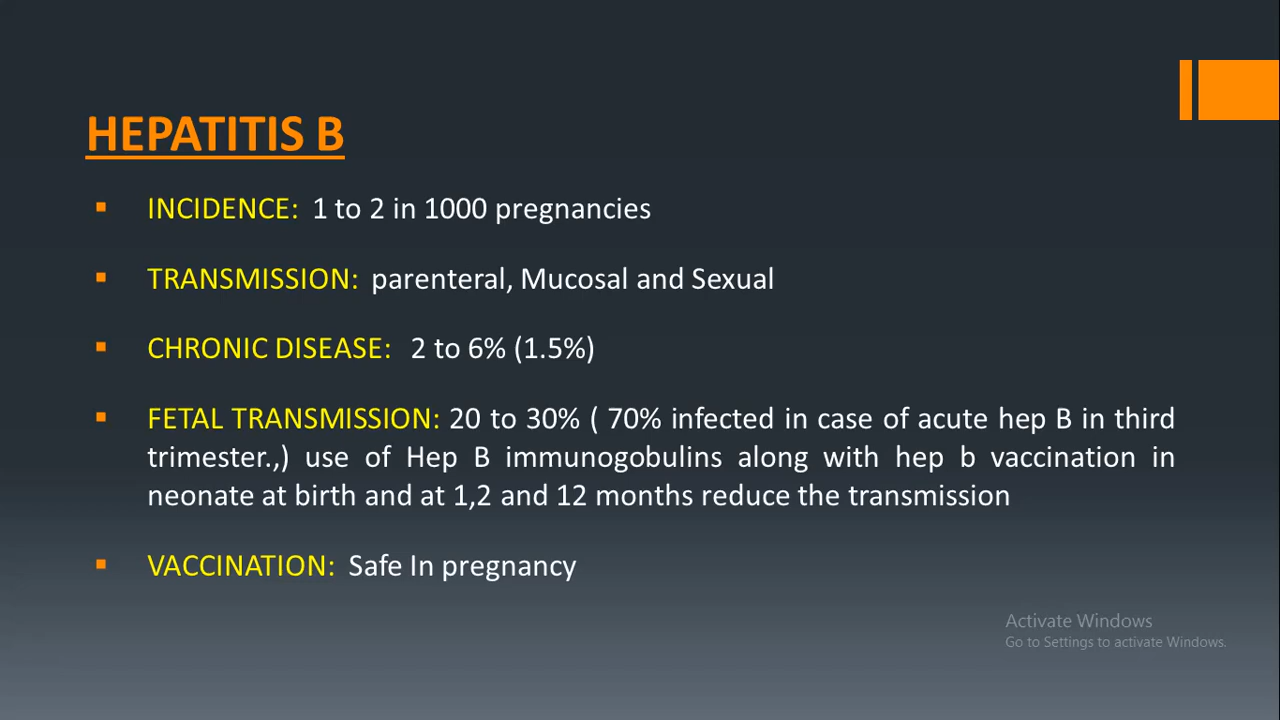 HEPATITIS B
INCIDENCE: 1 to 2 in 1000 pregnancies
TRANSMISSION: parenteral, Mucosal and Sexual
CHRONIC DISEASE: 2 to 6% (1.5%)
FETAL TRANSMISSION: 20 to 30% ( 70% infected in case of acute hep B in third
trimester.,) use of Hep B immunogobulins along with hep b vaccination in
neonate at birth and at 1,2 and 12 months reduce the transmission
VACCINATION: Safe In pregnancy
Activate Windows
Go to Settings to activate Windows.